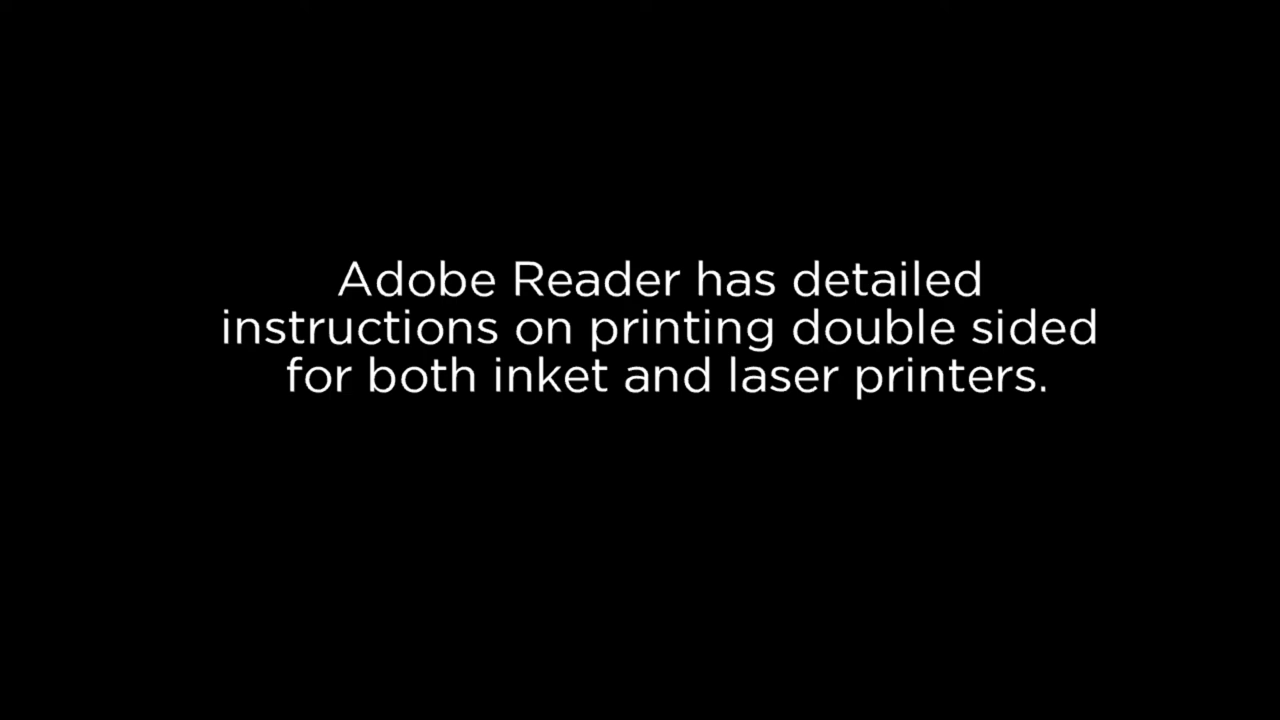 Adobe Reader has detailed
instructions on printing double sided
for both inket and laser printers.